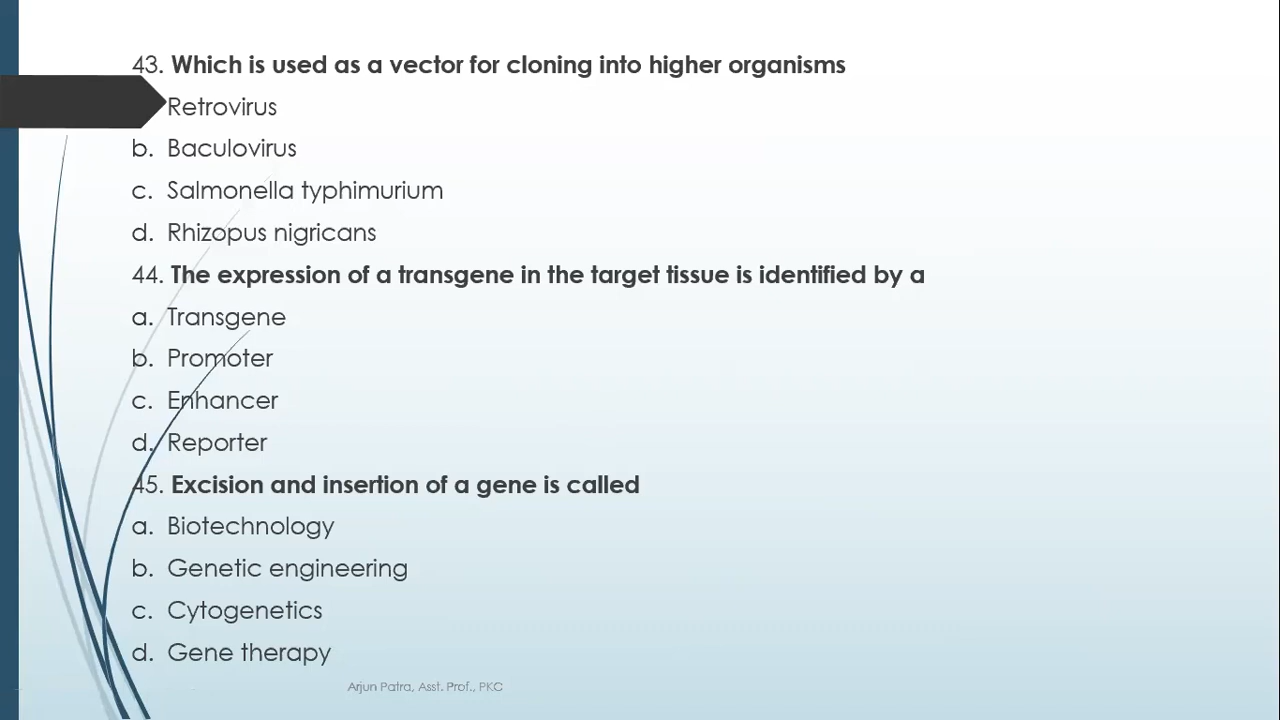 43. Which is used as a vector for cloning into higher organisms
Retrovirus
b. Baculovirus
c. Salmonella typhimurium
d. Rhizopus nigricans
44. The expression of a transgene in the target tissue is identified by a
a. Transgene
b. Promoter
c. Enhancer
d. Reporter
45. Excision and insertion of a gene is called
a. Biotechnology
b. Genetic engineering
c. Cytogenetics
d. Gene therapy
Arjun Patra, Asst. Prof., PKC